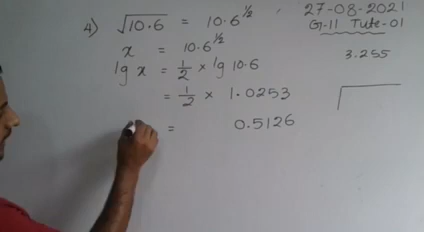 27-08-2021
Gr-11 Tute-01
4) √10.6 = 10.6^½
x = 10.6^½
lg x = ½ × lg 10.6
= ½ × 1.0253
= 0.5126
3.255